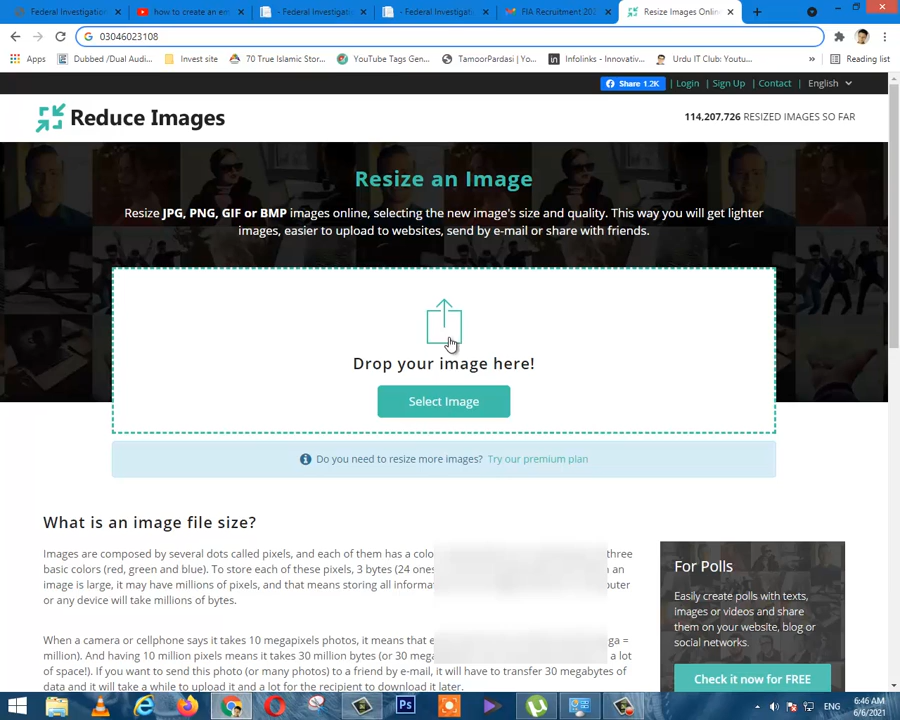 - Federal Investigati
how to create an em
- Federal Investigati
- Federal Investigati
FIA Recruitment 202
Resize Images Onlin
03046023108
Apps
Dubbed /Dual Audi...
Invest site
70 True Islamic Stor...
YouTube Tags Gen...
TamoorPardasi | Yo...
Infolinks - Innovativ...
Urdu IT Club: Youtu...
»
Reading list
Share 1.2K
Login
Sign Up
Contact
English
Reduce Images
114,207,726 RESIZED IMAGES SO FAR
Resize an Image
Resize JPG, PNG, GIF or BMP images online, selecting the new image's size and quality. This way you will get lighter
images, easier to upload to websites, send by e-mail or share with friends.
Drop your image here!
Select Image
Do you need to resize more images? Try our premium plan
What is an image file size?
Images are composed by several dots called pixels, and each of them has a colo three
basic colors (red, green and blue). To store each of these pixels, 3 bytes (24 ones n an
image is large, it may have millions of pixels, and that means storing all informat puter
or any device will take millions of bytes.
When a camera or cellphone says it takes 10 megapixels photos, it means that e ga =
million). And having 10 million pixels means it takes 30 million bytes (or 30 mega a lot
of space!). If you want to send this photo (or many photos) to a friend by e-mail, it will have to transfer 30 megabytes of
data and it will take a while to upload it and a lot for the recipient to download it later.
For Polls
Easily create polls with texts,
images or videos and share
them on your website, blog or
social networks.
Check it now for FREE
ENG
6:46 AM
6/6/2021